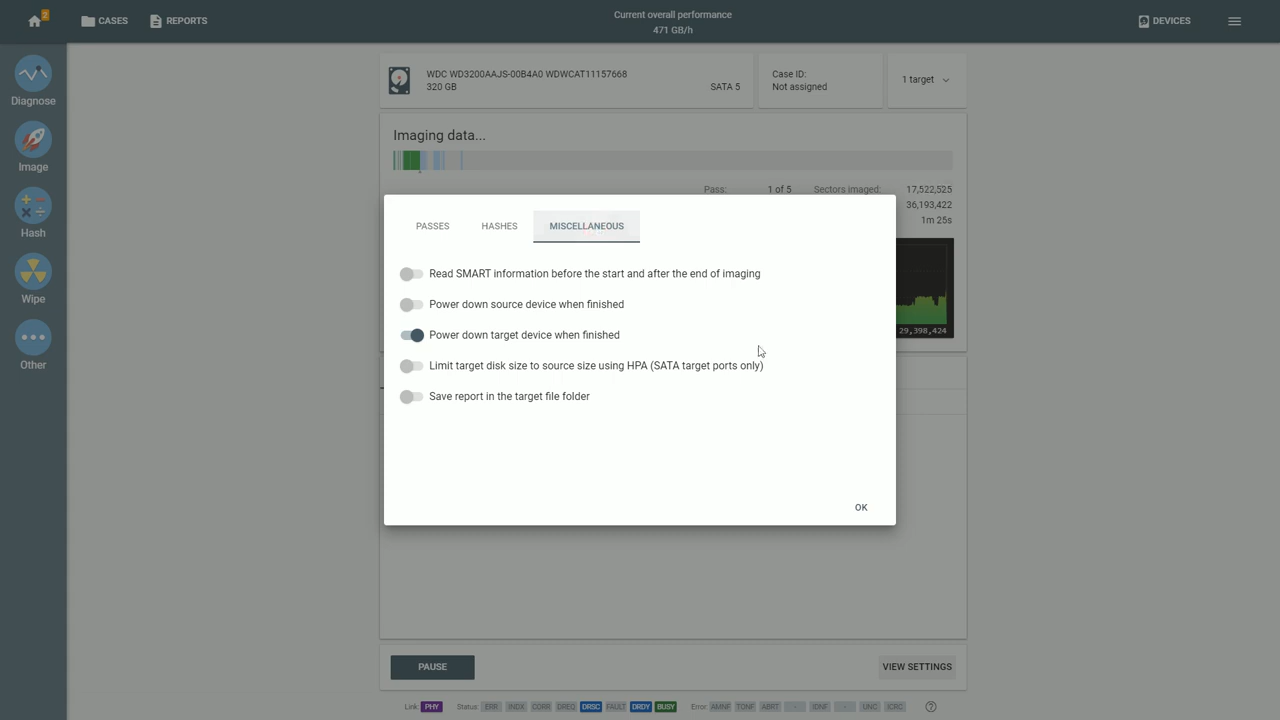 2
CASES
REPORTS
Current overall performance
471 GB/h
DEVICES
Diagnose
Image
Hash
Wipe
Other
WDC WD3200AAJS-00B4A0 WDWCAT11157668
320 GB
SATA 5
Case ID:
Not assigned
1 target
Imaging data...
Pass: 1 of 5 Sectors imaged: 17,522,525
36,193,422
1m 25s
29,398,424
PASSES HASHES MISCELLANEOUS
Read SMART information before the start and after the end of imaging
Power down source device when finished
Power down target device when finished
Limit target disk size to source size using HPA (SATA target ports only)
Save report in the target file folder
OK
PAUSE
VIEW SETTINGS
Link: PHY Status: ERR INDX CORR DREQ DRSC FAULT DRDY BUSY Error: AMNF TONF ABRT - IDNF - UNC ICRC ?